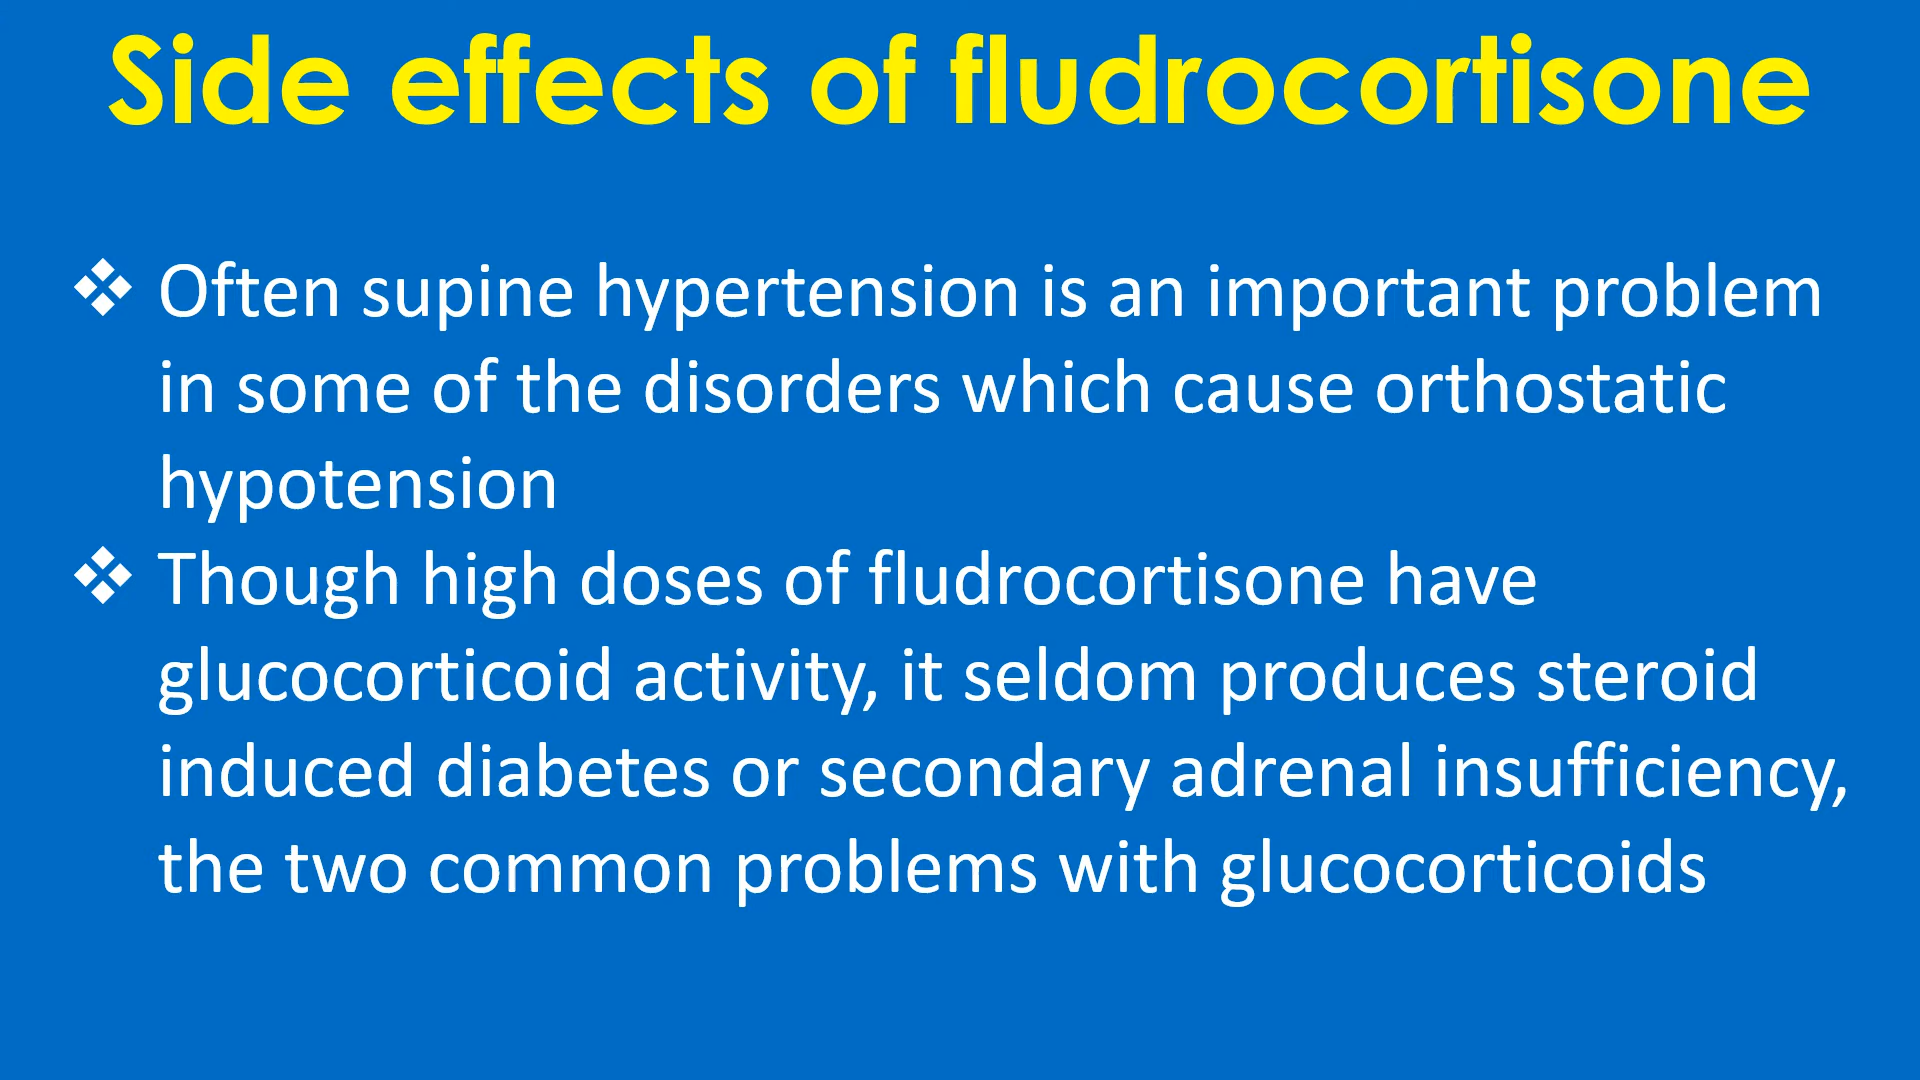 Side effects of fludrocortisone
❖ Often supine hypertension is an important problem
in some of the disorders which cause orthostatic
hypotension
❖ Though high doses of fludrocortisone have
glucocorticoid activity, it seldom produces steroid
induced diabetes or secondary adrenal insufficiency,
the two common problems with glucocorticoids